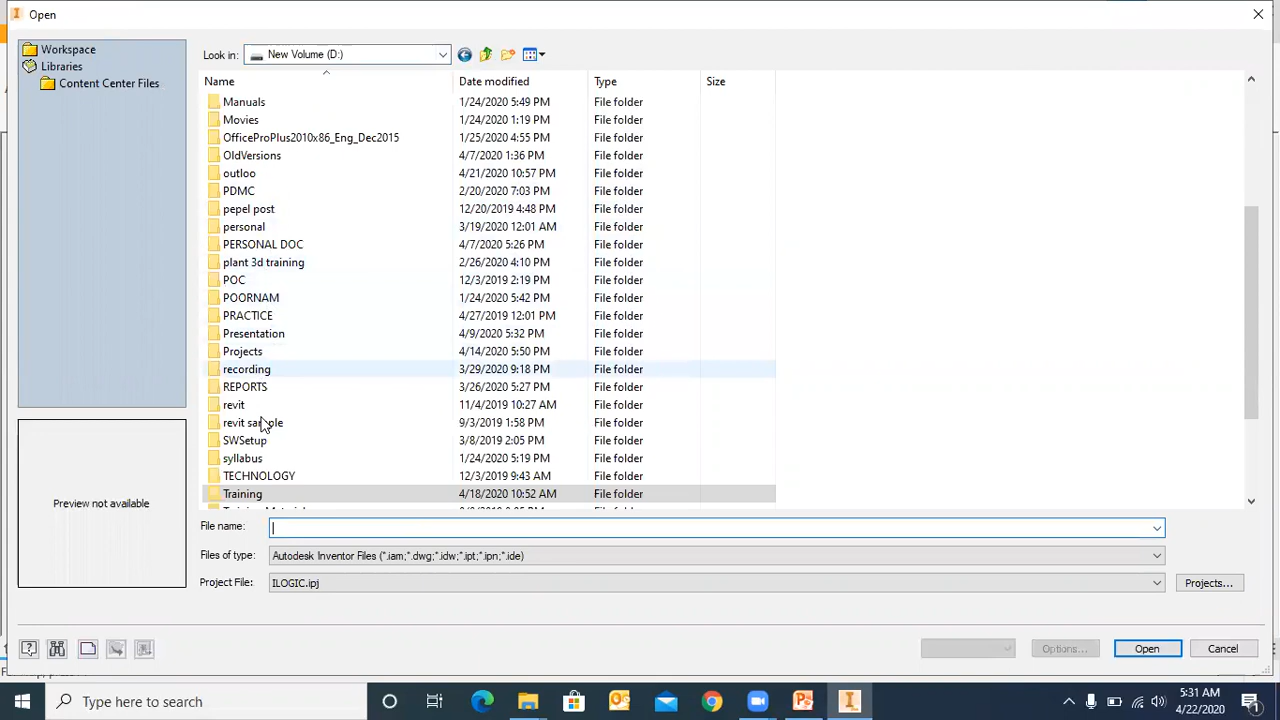 Open
Workspace
Libraries
Content Center Files
Look in: New Volume (D:)
Name Date modified Type Size
Manuals 1/24/2020 5:49 PM File folder
Movies 1/24/2020 1:19 PM File folder
OfficeProPlus2010x86_Eng_Dec2015 1/25/2020 4:55 PM File folder
OldVersions 4/7/2020 1:36 PM File folder
outloo 4/21/2020 10:57 PM File folder
PDMC 2/20/2020 7:03 PM File folder
pepel post 12/20/2019 4:48 PM File folder
personal 3/19/2020 12:01 AM File folder
PERSONAL DOC 4/7/2020 5:26 PM File folder
plant 3d training 2/26/2020 4:10 PM File folder
POC 12/3/2019 2:19 PM File folder
POORNAM 1/24/2020 5:42 PM File folder
PRACTICE 4/27/2019 12:01 PM File folder
Presentation 4/9/2020 5:32 PM File folder
Projects 4/14/2020 5:50 PM File folder
recording 3/29/2020 9:18 PM File folder
REPORTS 3/26/2020 5:27 PM File folder
revit 11/4/2019 10:27 AM File folder
revit sample 9/3/2019 1:58 PM File folder
SWSetup 3/8/2019 2:05 PM File folder
syllabus 1/24/2020 5:19 PM File folder
TECHNOLOGY 12/3/2019 9:43 AM File folder
Training 4/18/2020 10:52 AM File folder
Preview not available
File name:
Files of type: Autodesk Inventor Files (*.iam;*.dwg;*.idw;*.ipt;*.ipn;*.ide)
Project File: ILOGIC.ipj Projects...
Options... Open Cancel
Type here to search
5:31 AM
4/22/2020
1